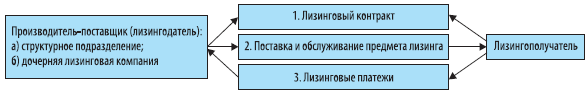 Производитель-поставщик (лизингодатель):
а) структурное подразделение;
б) дочерняя лизинговая компания
1. Лизинговый контракт
2. Поставка и обслуживание предмета лизинга
3. Лизинговые платежи
Лизингополучатель